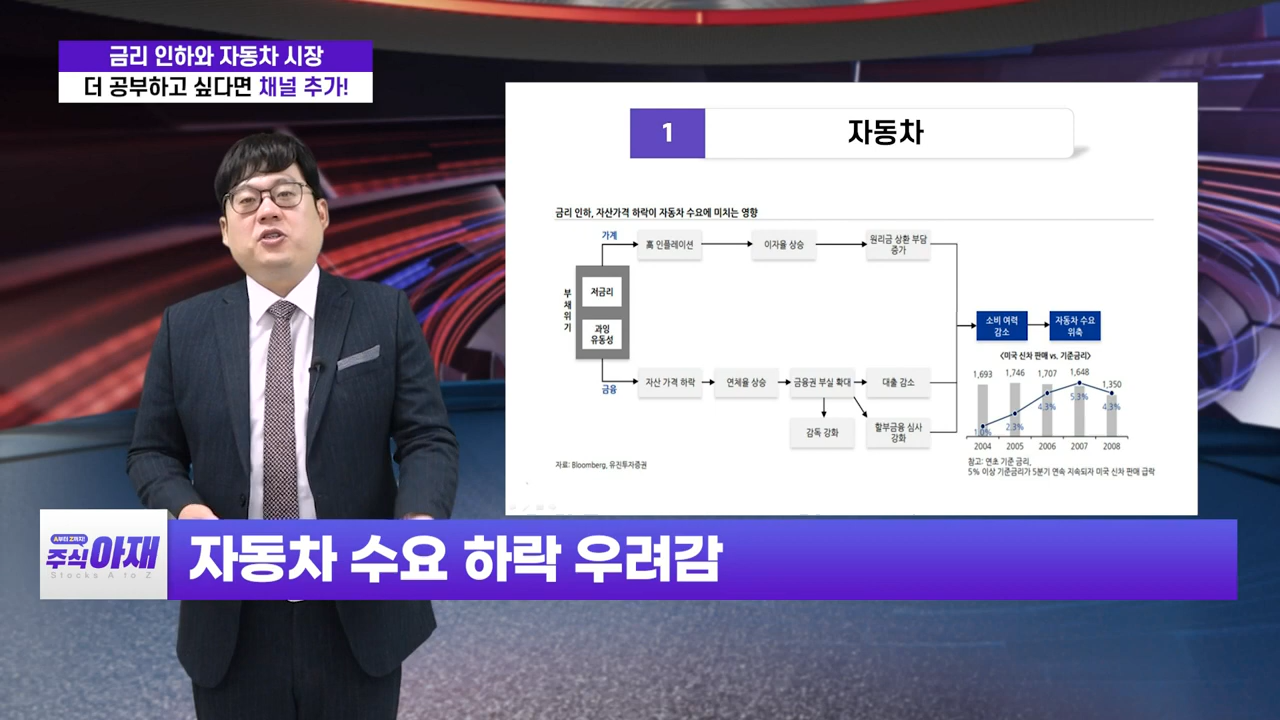 금리 인하와 자동차 시장
더 공부하고 싶다면 채널 추가!
1
자동차
금리 인하, 자산가격 하락이 자동차 수요에 미치는 영향
가계
高 인플레이션
이자율 상승
원리금 상환 부담
증가
부채위기
저금리
과잉
유동성
소비 여력
감소
자동차 수요
위축
금융
자산 가격 하락
연체율 상승
금융권 부실 확대
대출 감소
감독 강화
할부금융 심사
강화
<미국 신차 판매 vs. 기준금리>
1,693
1,746
1,707
1,648
1,350
1.0%
2.3%
4.3%
5.3%
4.3%
2004 2005 2006 2007 2008
참고: 연초 기준 금리,
5% 이상 기준금리가 5분기 연속 지속되자 미국 신차 판매 급락
자료: Bloomberg, 유진투자증권
A부터 Z까지!
주식아재
Stocks A to Z
자동차 수요 하락 우려감